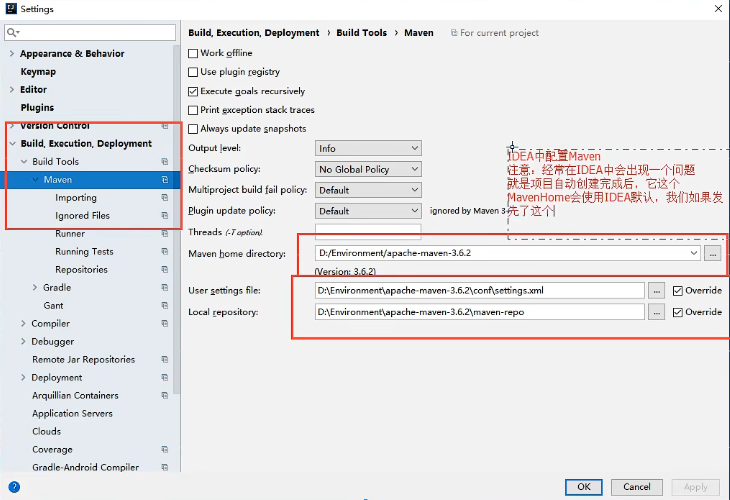 Settings
Appearance & Behavior
Keymap
Editor
Plugins
Version Control
Build, Execution, Deployment
Build Tools
Maven
Importing
Ignored Files
Runner
Running Tests
Repositories
Gradle
Gant
Compiler
Debugger
Remote Jar Repositories
Deployment
Arquillian Containers
Application Servers
Clouds
Coverage
Gradle-Android Compiler
Build, Execution, Deployment › Build Tools › Maven For current project
Work offline
Use plugin registry
Execute goals recursively
Print exception stack traces
Always update snapshots
Output level: Info
Checksum policy: No Global Policy
Multiproject build fail policy: Default
Plugin update policy: Default ignored by Maven 3
Threads (-T option)
Maven home directory: D:/Environment/apache-maven-3.6.2 ...
(Version: 3.6.2)
User settings file: D:\Environment\apache-maven-3.6.2\conf\settings.xml ... Override
Local repository: D:\Environment\apache-maven-3.6.2\maven-repo ... Override
IDEA中配置Maven
注意：经常在IDEA中会出现一个问题
就是项目自动创建完成后，它这个
MavenHome会使用IDEA默认，我们如果发
先了这个
? OK Cancel Apply